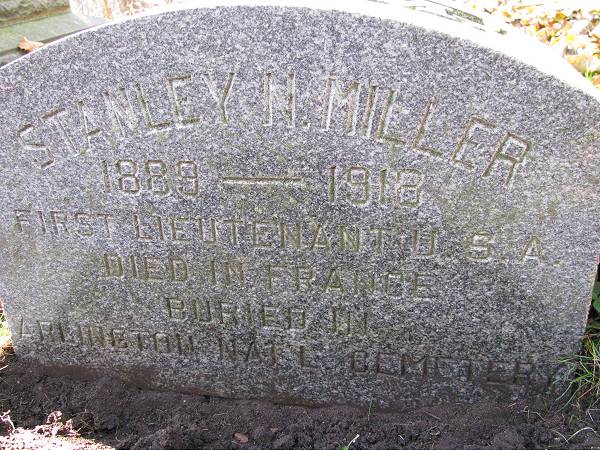 STANLEY N. MILLER
1889 — 1918
FIRST LIEUTENANT U. S. A.
DIED IN FRANCE
BURIED IN
ARLINGTON NAT'L CEMETERY